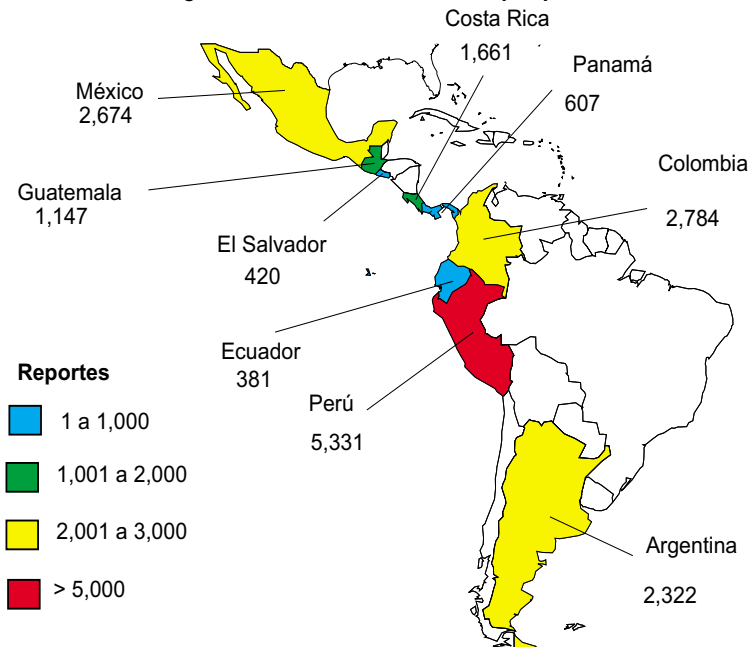 Costa Rica
1,661
Panamá
607
México
2,674
Colombia
2,784
Guatemala
1,147
El Salvador
420
Ecuador
381
Perú
5,331
Reportes
1 a 1,000
1,001 a 2,000
2,001 a 3,000
> 5,000
Argentina
2,322